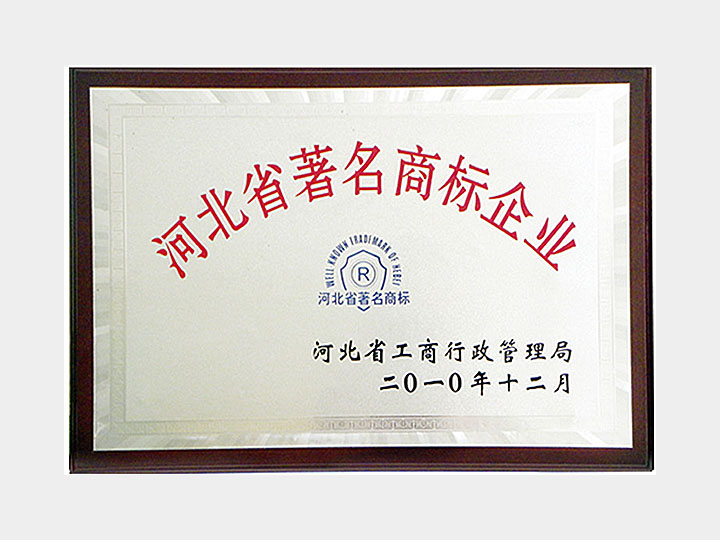 河北省著名商标企业
WELL-KNOWN TRADEMARK OF HEBEI
R
河北省著名商标
河北省工商行政管理局
二〇一〇年十二月